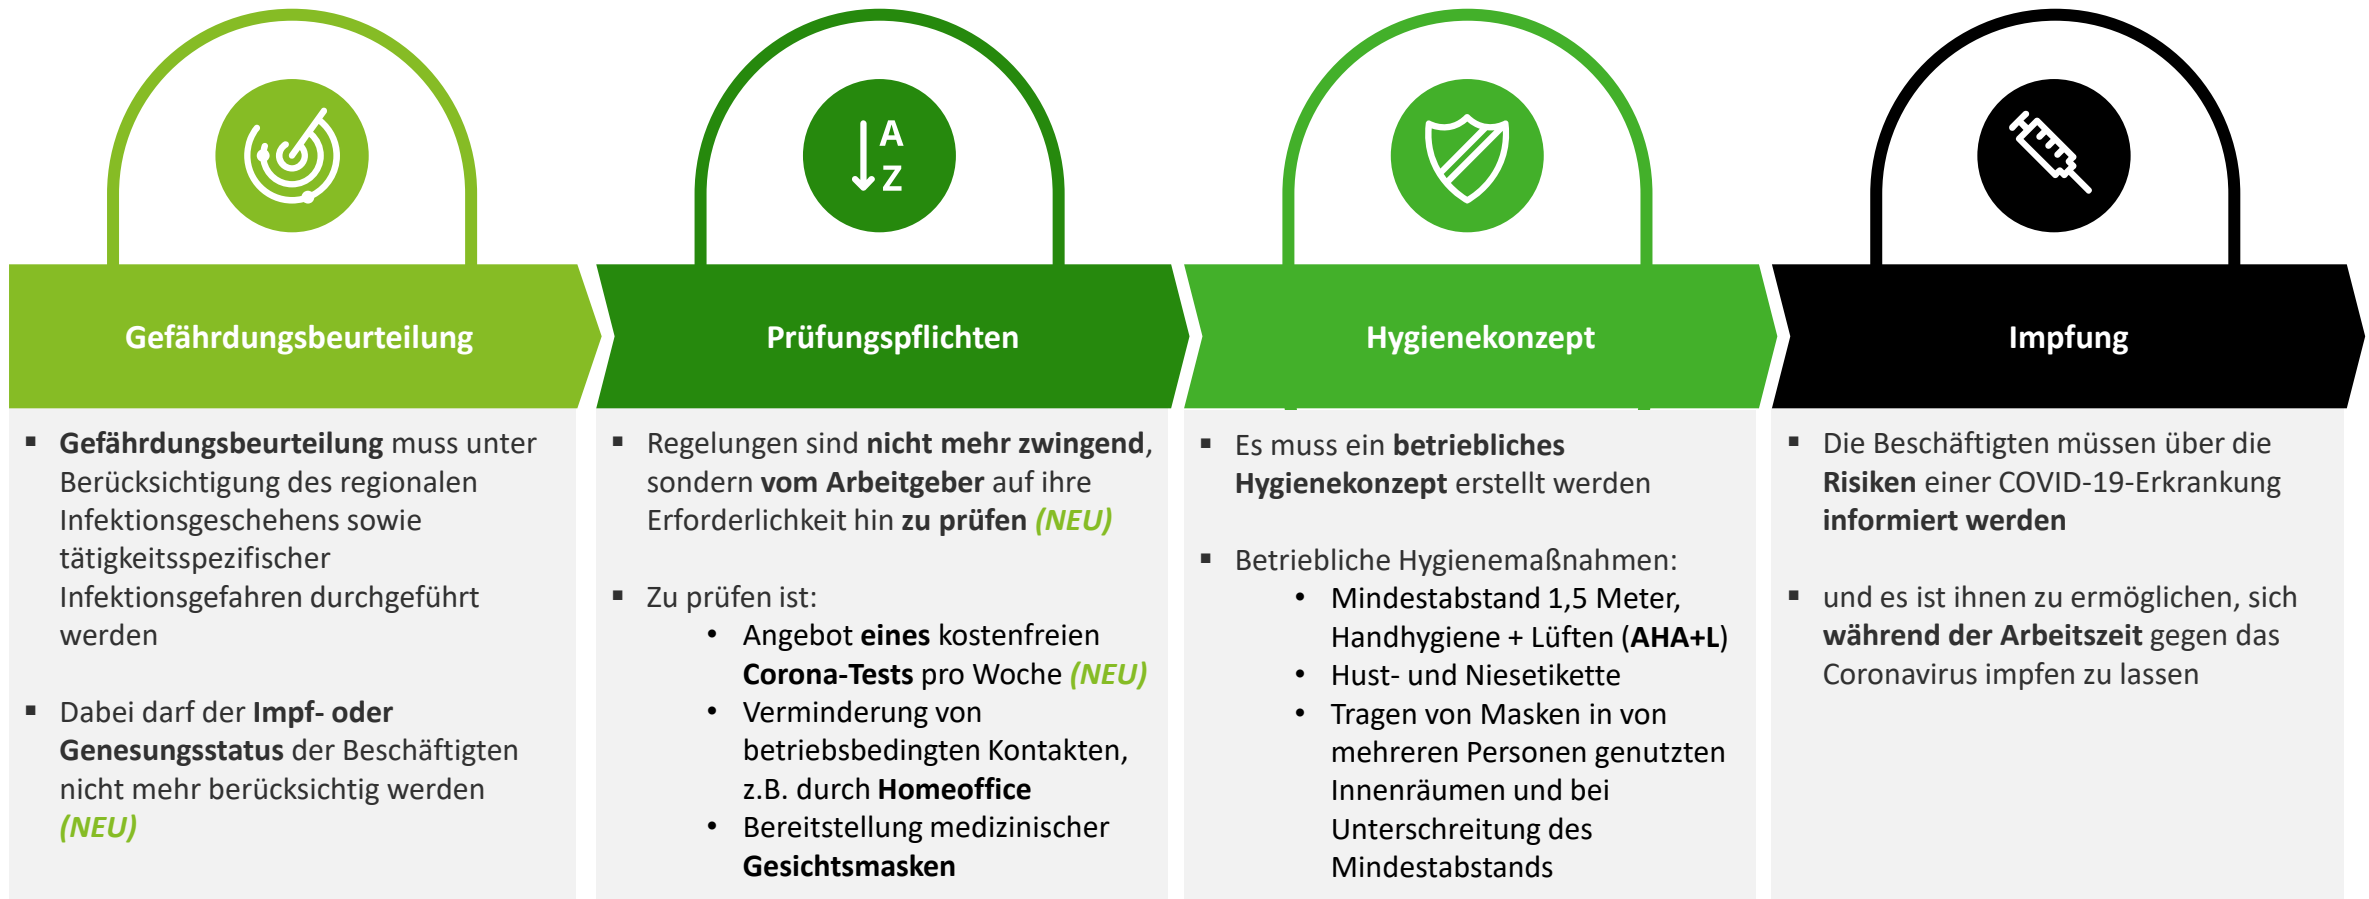 A
Z
Gefährdungsbeurteilung
Prüfungspflichten
Hygienekonzept
Impfung
▪ Gefährdungsbeurteilung muss unter
Berücksichtigung des regionalen
Infektionsgeschehens sowie
tätigkeitsspezifischer
Infektionsgefahren durchgeführt
werden
▪ Dabei darf der Impf- oder
Genesungsstatus der Beschäftigten
nicht mehr berücksichtig werden
(NEU)
▪ Regelungen sind nicht mehr zwingend,
sondern vom Arbeitgeber auf ihre
Erforderlichkeit hin zu prüfen (NEU)
▪ Zu prüfen ist:
• Angebot eines kostenfreien
Corona-Tests pro Woche (NEU)
• Verminderung von
betriebsbedingten Kontakten,
z.B. durch Homeoffice
• Bereitstellung medizinischer
Gesichtsmasken
▪ Es muss ein betriebliches
Hygienekonzept erstellt werden
▪ Betriebliche Hygienemaßnahmen:
• Mindestabstand 1,5 Meter,
Handhygiene + Lüften (AHA+L)
• Hust- und Niesetikette
• Tragen von Masken in von
mehreren Personen genutzten
Innenräumen und bei
Unterschreitung des
Mindestabstands
▪ Die Beschäftigten müssen über die
Risiken einer COVID-19-Erkrankung
informiert werden
▪ und es ist ihnen zu ermöglichen, sich
während der Arbeitszeit gegen das
Coronavirus impfen zu lassen